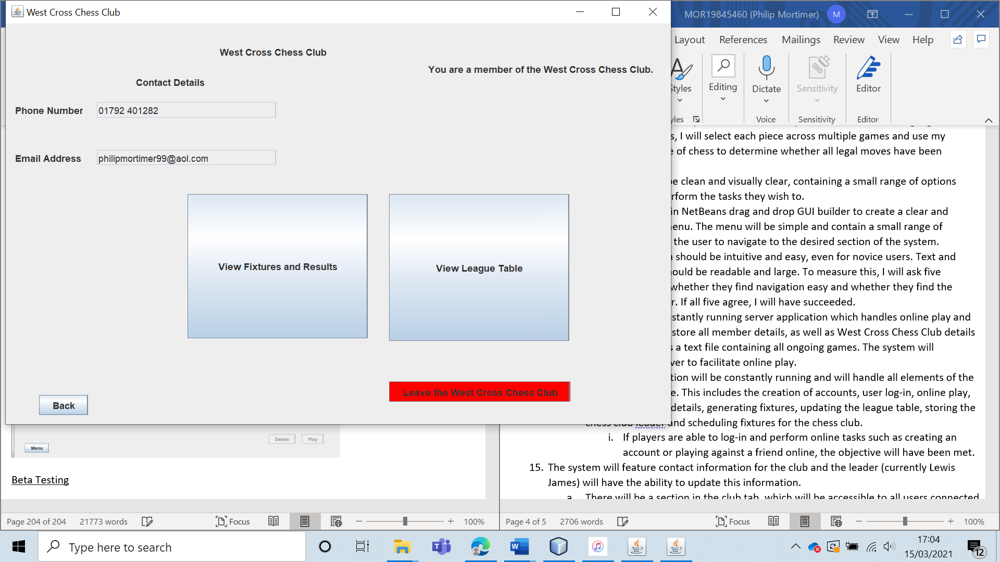 West Cross Chess Club
MOR19845460 (Philip Mortimer)
M
Layout References Mailings Review View Help
West Cross Chess Club
You are a member of the West Cross Chess Club.
Contact Details
Phone Number 01792 401282
Email Address philipmortimer99@aol.com
View Fixtures and Results
View League Table
Leave the West Cross Chess Club
Back
Styles
Editing
Dictate
Sensitivity
Editor
Voice
Sensitivity
Editor
s, I will select each piece across multiple games and use my
of chess to determine whether all legal moves have been
be clean and visually clear, containing a small range of options
rform the tasks they wish to.
in NetBeans drag and drop GUI builder to create a clear and
enu. The menu will be simple and contain a small range of
the user to navigate to the desired section of the system.
should be intuitive and easy, even for novice users. Text and
ould be readable and large. To measure this, I will ask five
whether they find navigation easy and whether they find the
r. If all five agree, I will have succeeded.
stantly running server application which handles online play and
store all member details, as well as West Cross Chess Club details
s a text file containing all ongoing games. The system will
ver to facilitate online play.
tion will be constantly running and will handle all elements of the
e. This includes the creation of accounts, user log-in, online play,
details, generating fixtures, updating the league table, storing the
chess club leader and scheduling fixtures for the chess club.
i. If players are able to log-in and perform online tasks such as creating an
account or playing against a friend online, the objective will have been met.
15. The system will feature contact information for the club and the leader (currently Lewis
James) will have the ability to update this information.
a. There will be a section in the club tab, which will be accessible to all users connected
Delete Play
Menu
Beta Testing
Page 204 of 204 21773 words Focus 100%
Page 4 of 5 2706 words Focus 100%
Type here to search
17:04
15/03/2021
12